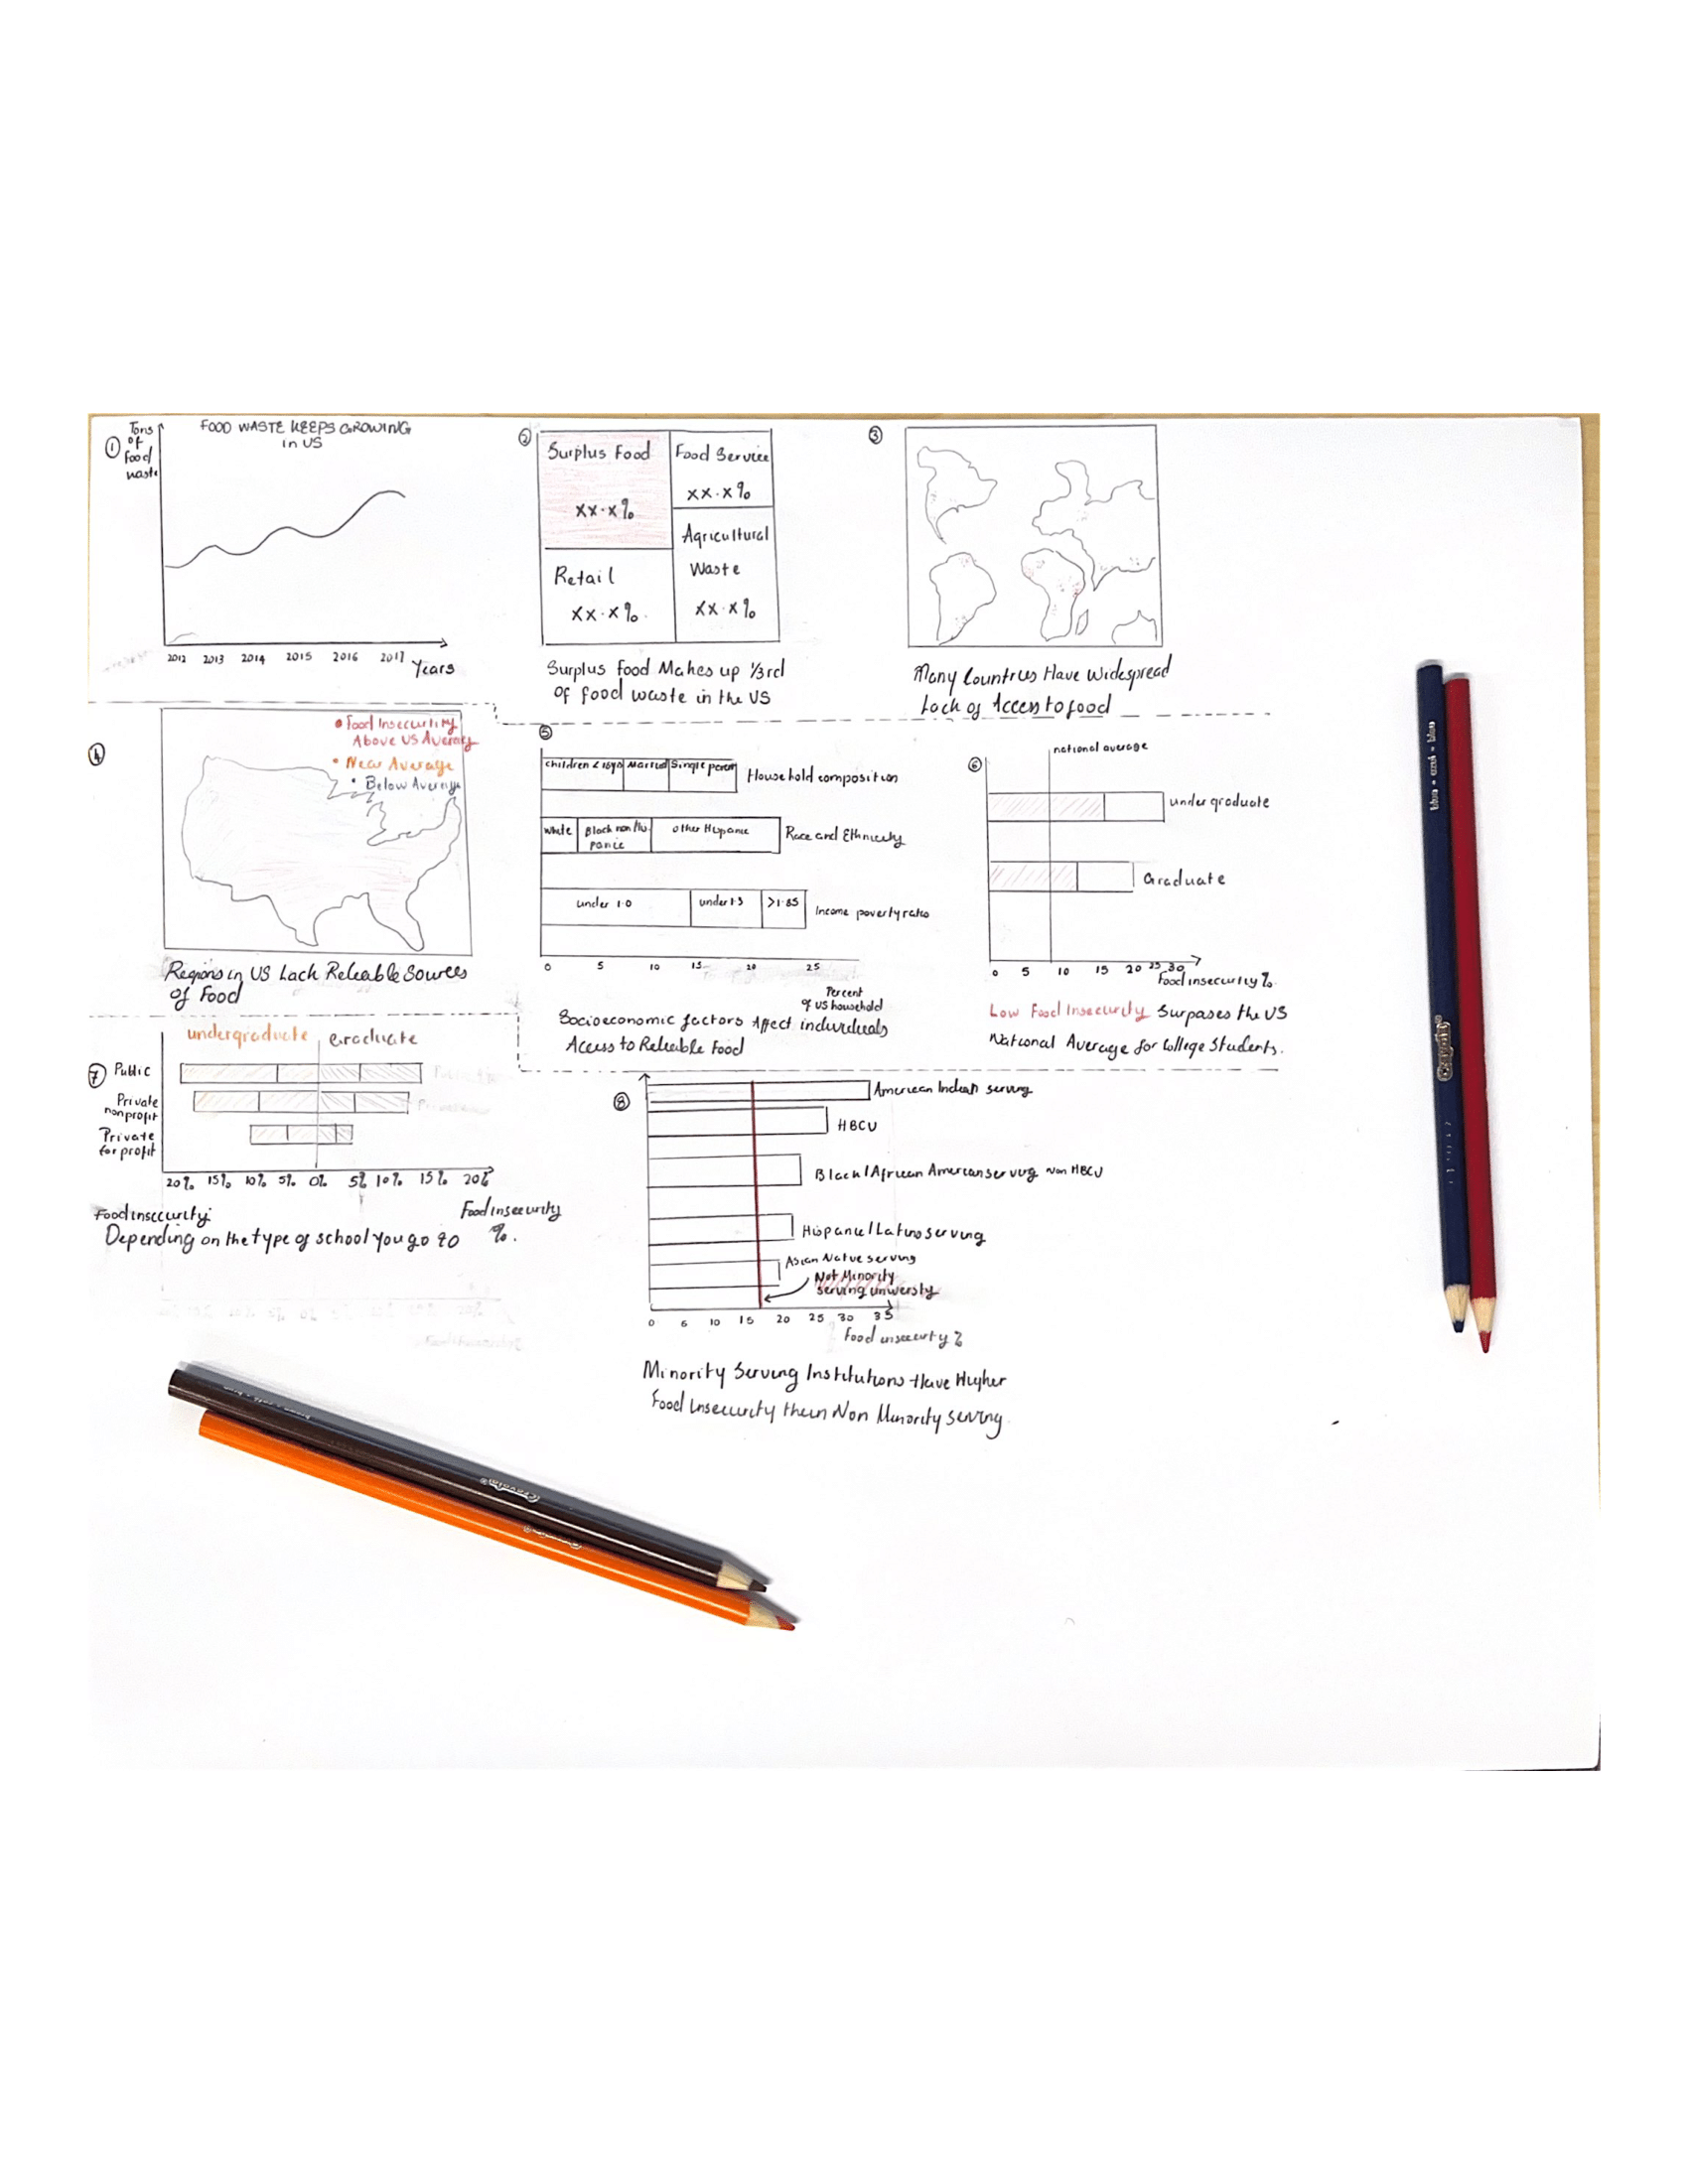 ①
Tons
of
food
waste
FOOD WASTE KEEPS GROWING
in US
2012 2013 2014 2015 2016 2017
Years
②
Surplus Food
xx.x%
Food Service
xx.x%
Retail
xx.x%.
Agricultural
Waste
xx.x%
Surplus food Makes up 1/3rd
of food waste in the US
③
Many Countries Have Widespread
Lack of Access to food
④
Food Insecurity
Above US Average
Near Average
Below Average
Regions in US Lack Reliable Sources
of Food
⑤
children < 18yo Married Single parent
Household composition
White Black non His
panic
other Hispanic
Race and Ethnicity
under 1.0 under 1.3 >1.85
Income poverty ratio
0 5 10 15 20 25
Percent
of US household
Socioeconomic factors Affect individuals
Access to Reliable Food
⑥
national average
undergraduate
Graduate
0 5 10 15 20 25 30
Food insecurity %.
Low Food Insecurity Surpases the US
National Average for College Students.
⑦
undergraduate Graduate
Public
Private
nonprofit
Private
for profit
20% 15% 10% 5% 0% 5% 10% 15% 20%
Food insecurity
Food insecurity
%.
Depending on the type of school you go to
⑧
American Indian serving
HBCU
Black/African American serving non HBCU
Hispanic/Latino serving
Asian Native serving
Not Minority
serving university
0 6 10 15 20 25 30 35
Food insecurity %
Minority Serving Institutions Have Higher
Food Insecurity then Non Minority serving.
Crayola